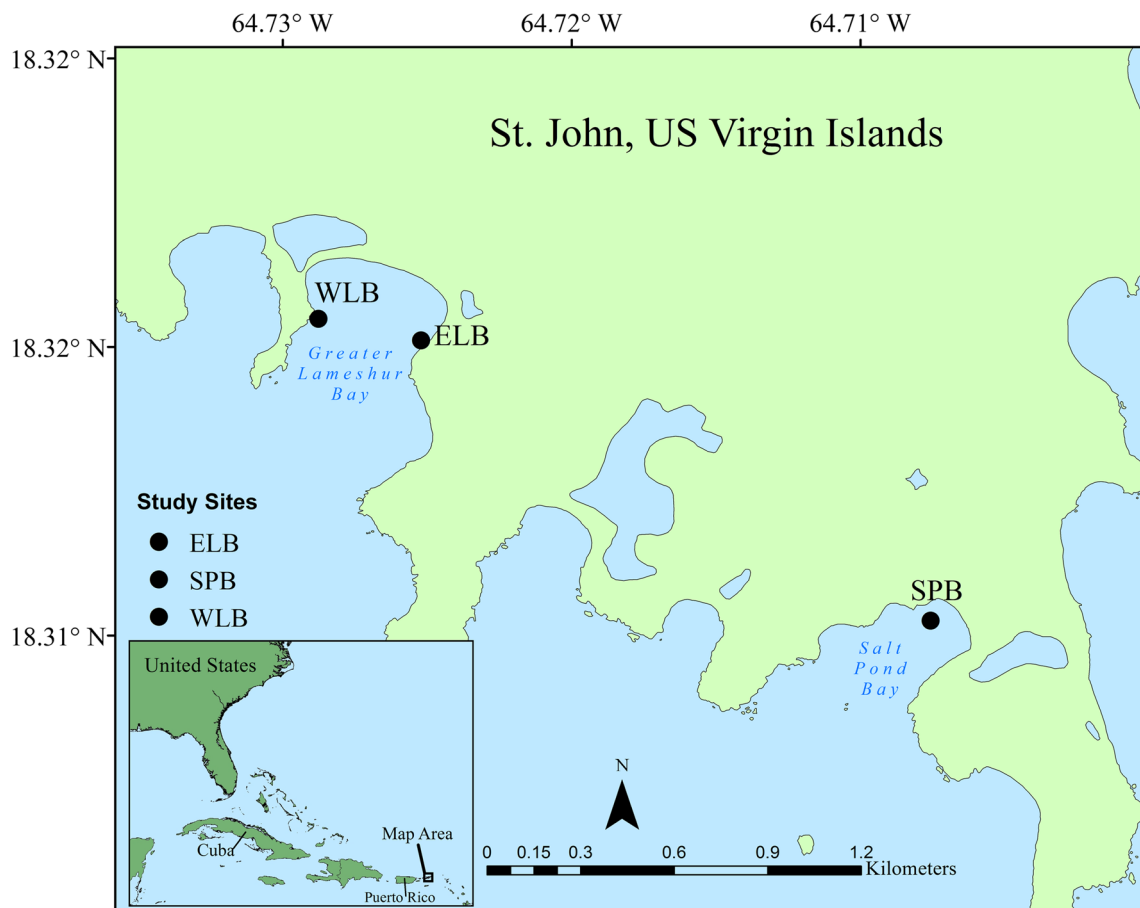 64.73° W
64.72° W
64.71° W
18.32° N
St. John, US Virgin Islands
WLB
ELB
18.32° N
Greater
Lameshur
Bay
Study Sites
ELB
SPB
WLB
SPB
18.31° N
Salt
Pond
Bay
United States
Cuba
Map Area
Puerto Rico
N
0 0.15 0.3 0.6 0.9 1.2
Kilometers